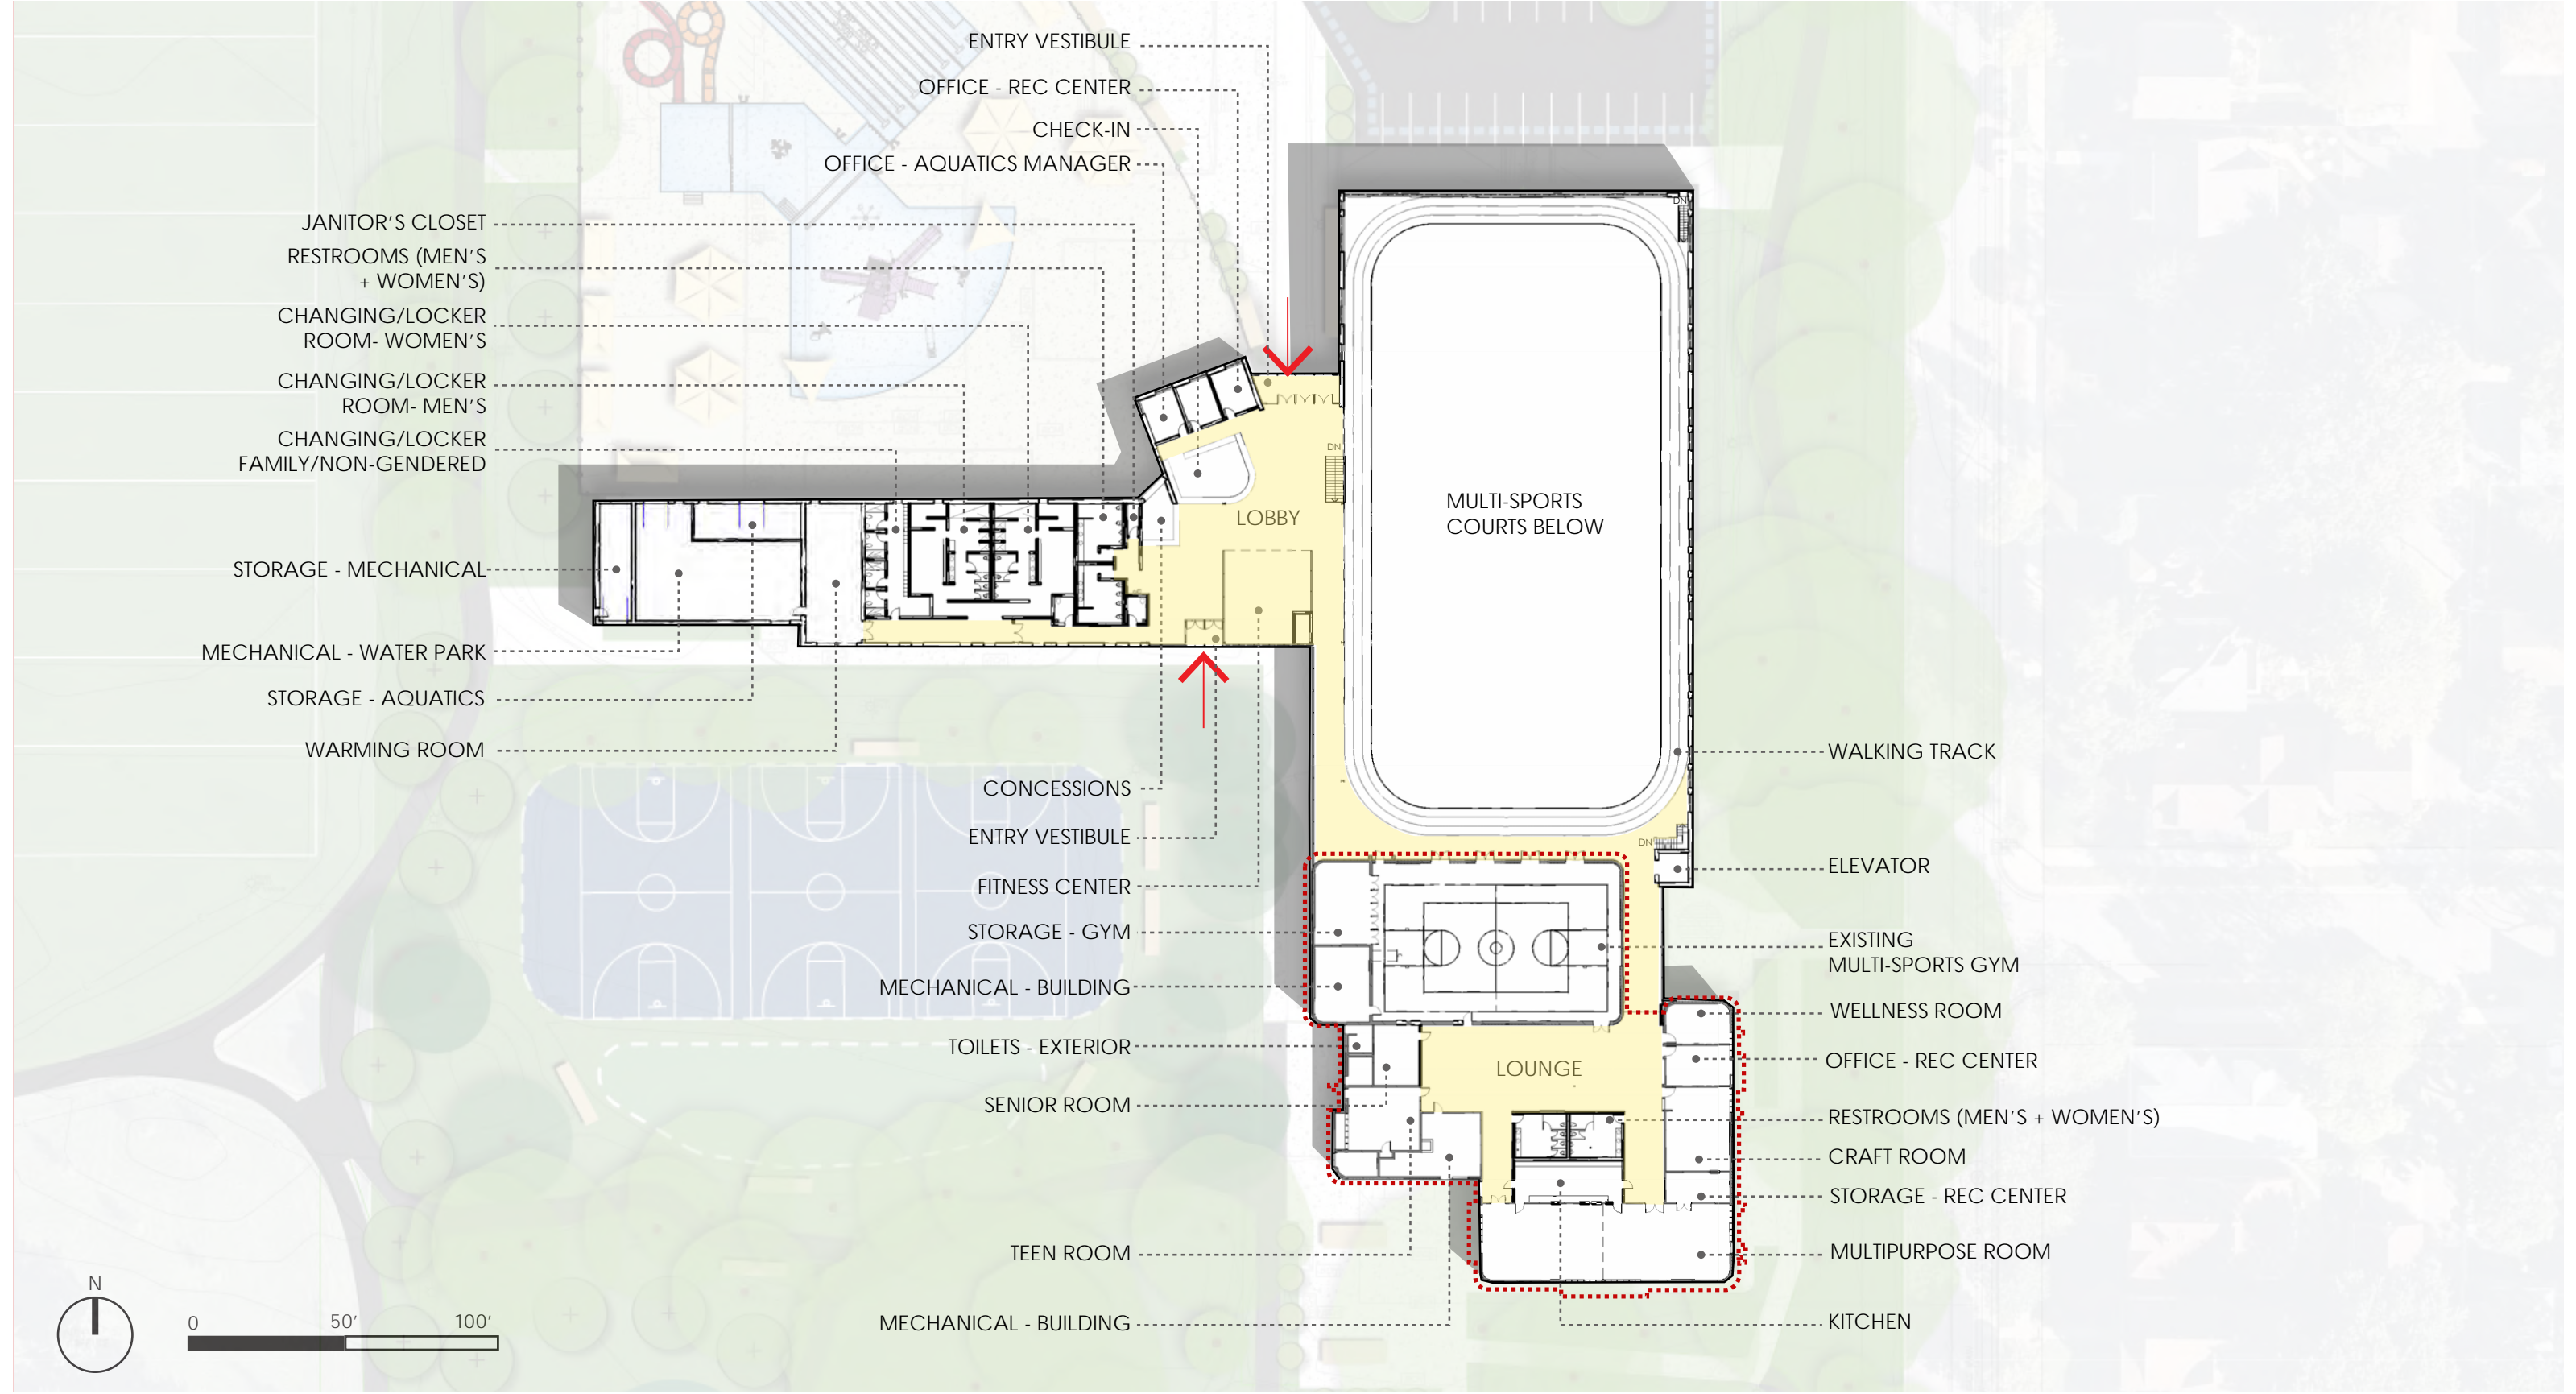 ENTRY VESTIBULE
OFFICE - REC CENTER
CHECK-IN
OFFICE - AQUATICS MANAGER
JANITOR'S CLOSET
RESTROOMS (MEN'S
+ WOMEN'S)
CHANGING/LOCKER
ROOM- WOMEN'S
CHANGING/LOCKER
ROOM- MEN'S
CHANGING/LOCKER
FAMILY/NON-GENDERED
STORAGE - MECHANICAL
MECHANICAL - WATER PARK
STORAGE - AQUATICS
WARMING ROOM
DN
DN
LOBBY
MULTI-SPORTS
COURTS BELOW
CONCESSIONS
ENTRY VESTIBULE
FITNESS CENTER
STORAGE - GYM
MECHANICAL - BUILDING
TOILETS - EXTERIOR
SENIOR ROOM
TEEN ROOM
MECHANICAL - BUILDING
DN
LOUNGE
WALKING TRACK
ELEVATOR
EXISTING
MULTI-SPORTS GYM
WELLNESS ROOM
OFFICE - REC CENTER
RESTROOMS (MEN'S + WOMEN'S)
CRAFT ROOM
STORAGE - REC CENTER
MULTIPURPOSE ROOM
KITCHEN
N
0 50' 100'